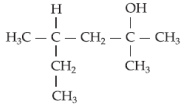 H OH
H₃C — C — CH₂ — C — CH₃
CH₂ CH₃
CH₃